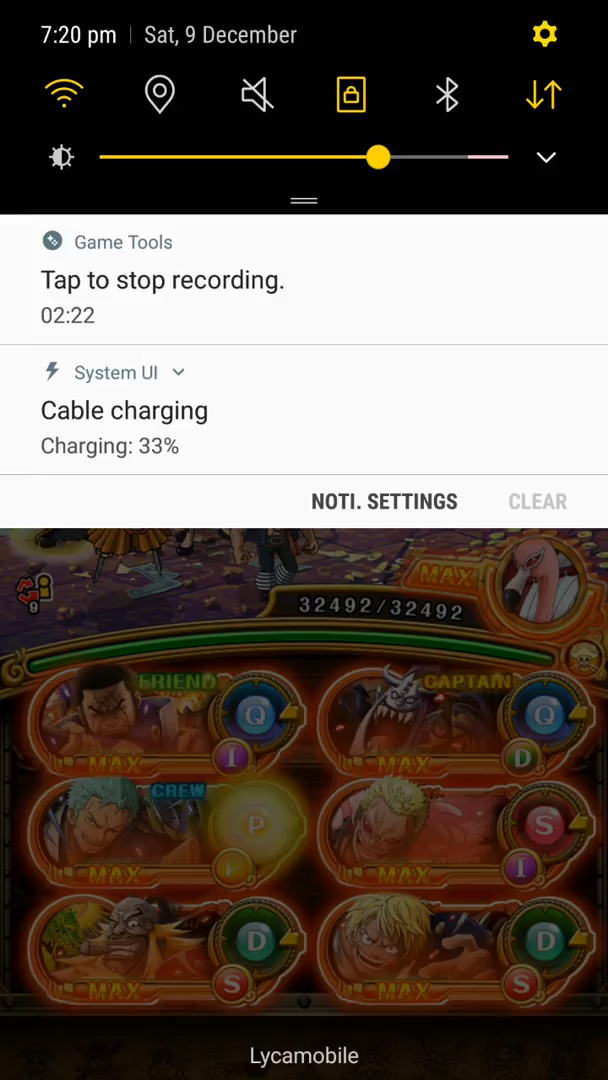 7:20 pm | Sat, 9 December
Game Tools
Tap to stop recording.
02:22
System UI
Cable charging
Charging: 33%
NOTI. SETTINGS CLEAR
MAX
9
32492/32492
FRIEND Q CAPTAIN Q
MAX I MAX D
CREW P S
MAX F MAX I
D D
MAX S MAX S
Lycamobile